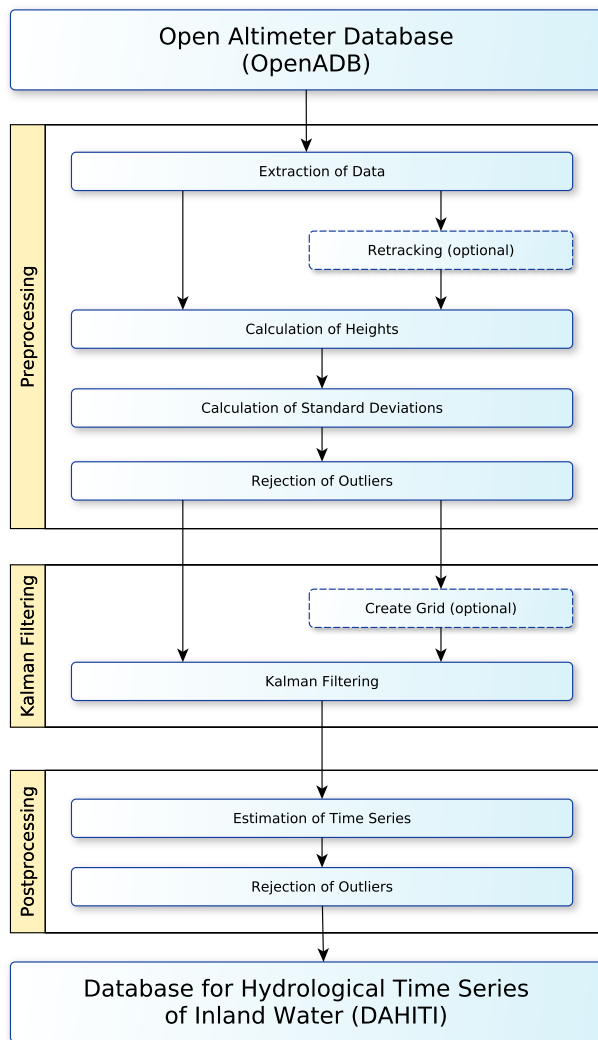 Open Altimeter Database
(OpenADB)
Preprocessing
Extraction of Data
Retracking (optional)
Calculation of Heights
Calculation of Standard Deviations
Rejection of Outliers
Kalman Filtering
Create Grid (optional)
Kalman Filtering
Postprocessing
Estimation of Time Series
Rejection of Outliers
Database for Hydrological Time Series
of Inland Water (DAHITI)